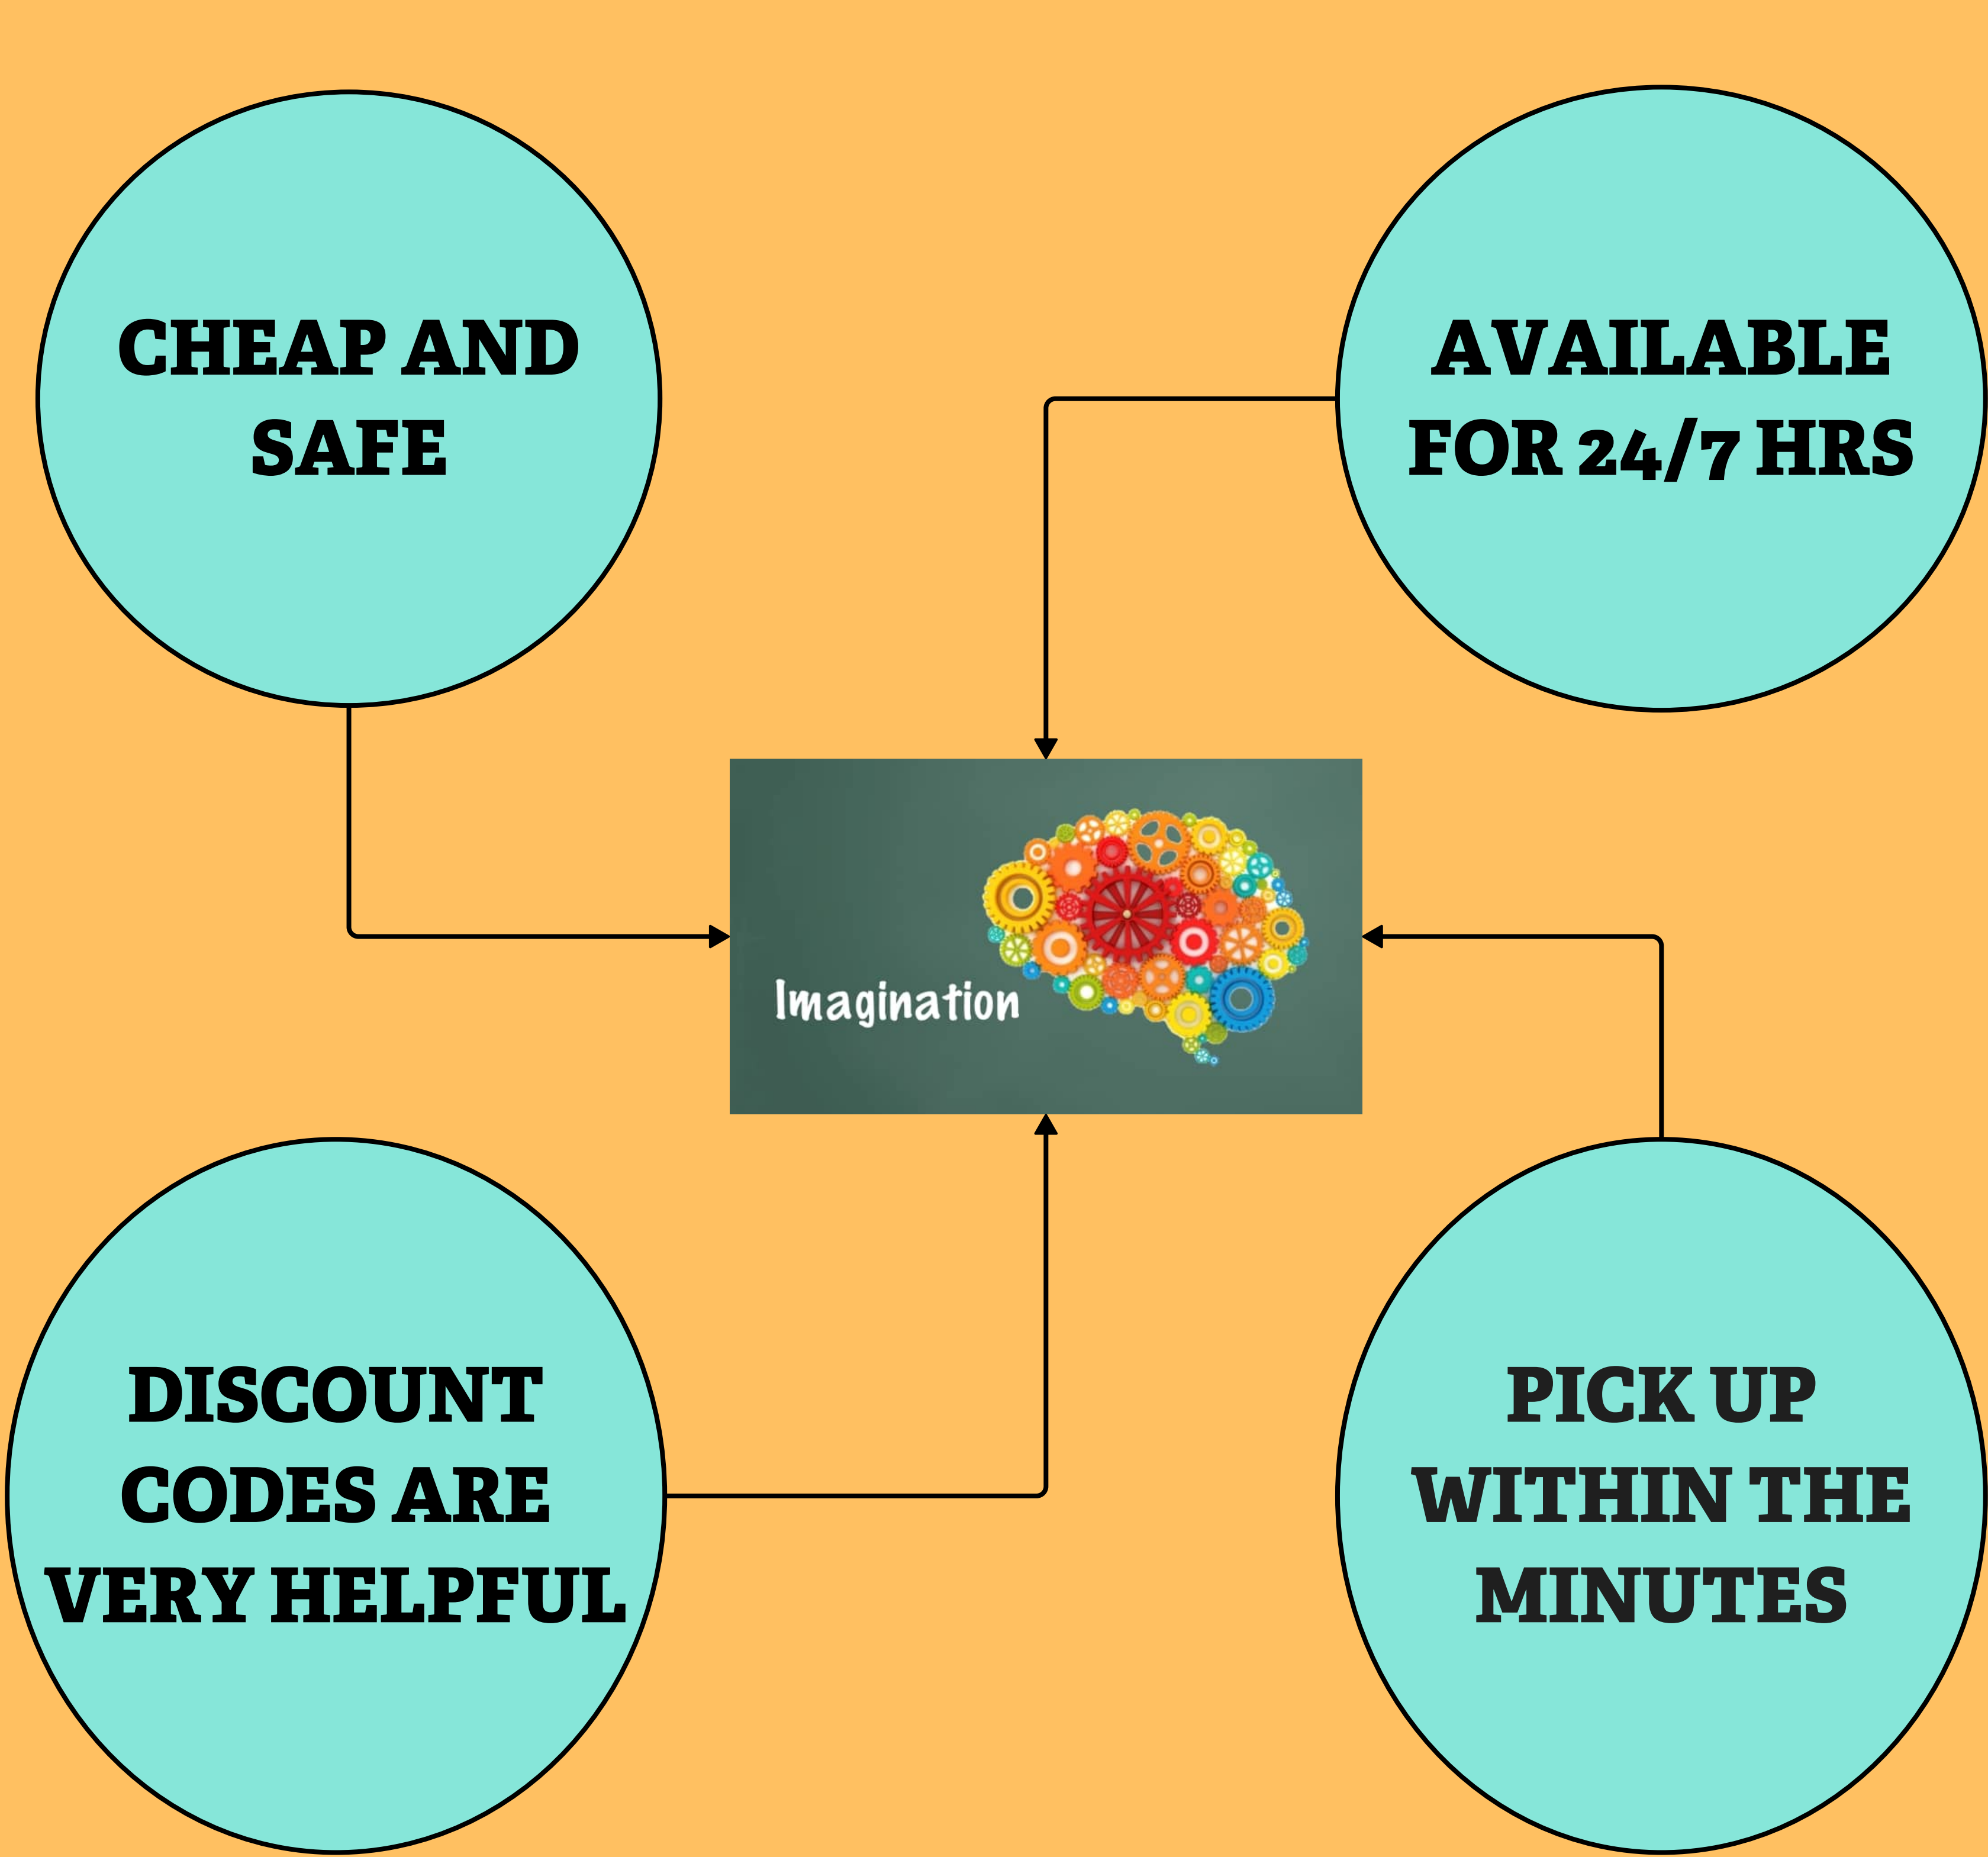 CHEAP AND
SAFE
AVAILABLE
FOR 24/7 HRS
Imagination
DISCOUNT
CODES ARE
VERY HELPFUL
PICK UP
WITHIN THE
MINUTES